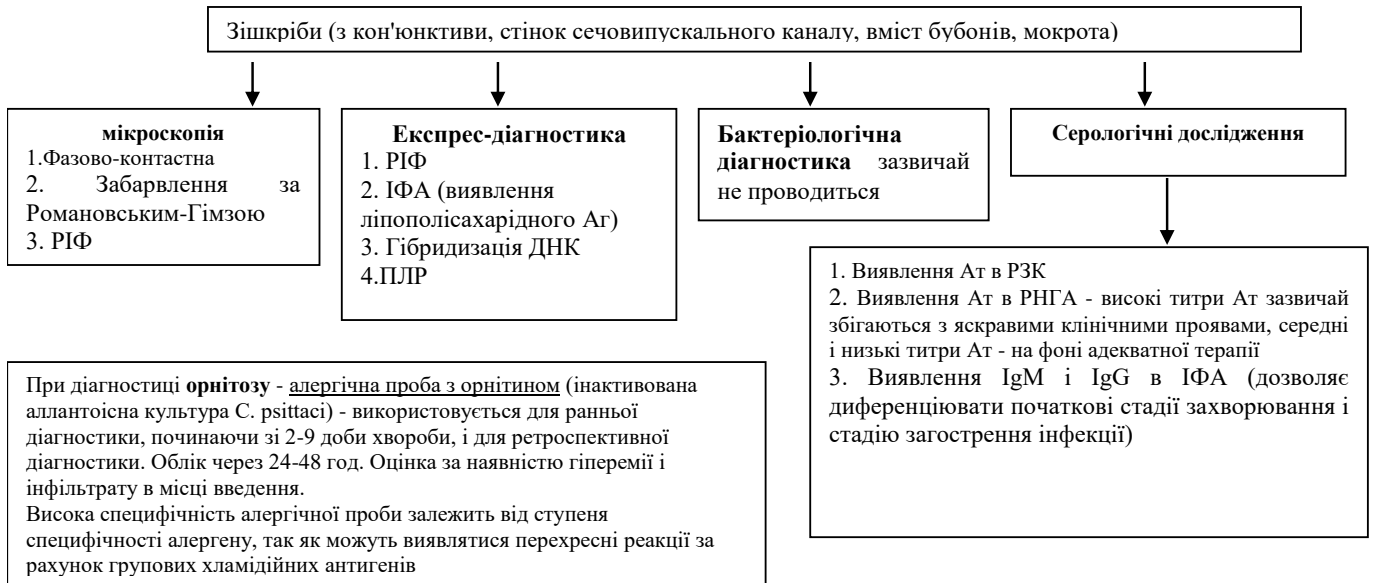 Зішкріби (з кон'юнктиви, стінок сечовипускального каналу, вміст бубонів, мокрота)
мікроскопія
1.Фазово-контастна
2. Забарвлення за
Романовським-Гімзою
3. РІФ
Експрес-діагностика
1. РІФ
2. ІФА (виявлення
ліпополісахарідного Аг)
3. Гібридизація ДНК
4.ПЛР
Бактеріологічна
діагностика зазвичай
не проводиться
Серологічні дослідження
1. Виявлення Ат в РЗК
2. Виявлення Ат в РНГА - високі титри Ат зазвичай
збігаються з яскравими клінічними проявами, середні
і низькі титри Ат - на фоні адекватної терапії
3. Виявлення IgM і IgG в ІФА (дозволяє
диференціювати початкові стадії захворювання і
стадію загострення інфекції)
При діагностиці орнітозу - алергічна проба з орнітином (інактивована
аллантоісна культура C. psittaci) - використовується для ранньої
діагностики, починаючи зі 2-9 доби хвороби, і для ретроспективної
діагностики. Облік через 24-48 год. Оцінка за наявністю гіперемії і
інфільтрату в місці введення.
Висока специфічність алергічної проби залежить від ступеня
специфічності алергену, так як можуть виявлятися перехресні реакції за
рахунок групових хламідійних антигенів